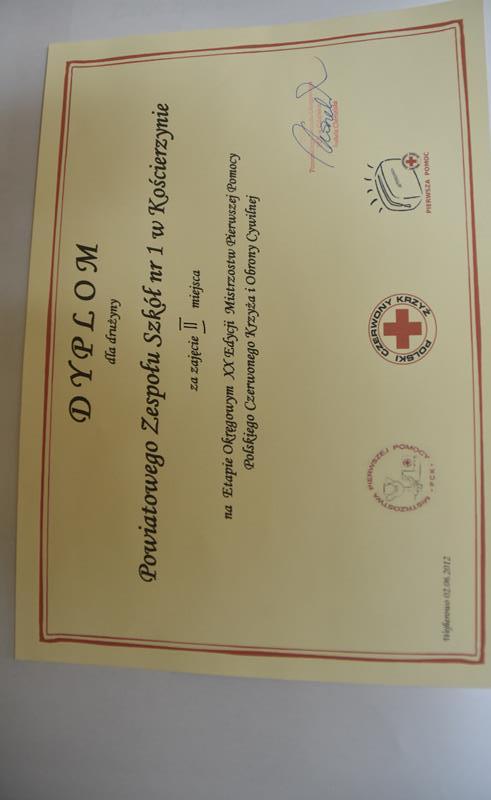 DYPLOM
dla drużyny
Powiatowego Zespołu Szkół nr 1 w Kościerzynie
za zajęcie II miejsca
na Etapie Okręgowym XX Edycji Mistrzostw Pierwszej Pomocy
Polskiego Czerwonego Krzyża i Obrony Cywilnej
MISTRZOSTWA PIERWSZEJ POMOCY
"PCK"
POLSKI CZERWONY KRZYŻ
PIERWSZA POMOC
Wejherowo 02.06.2012